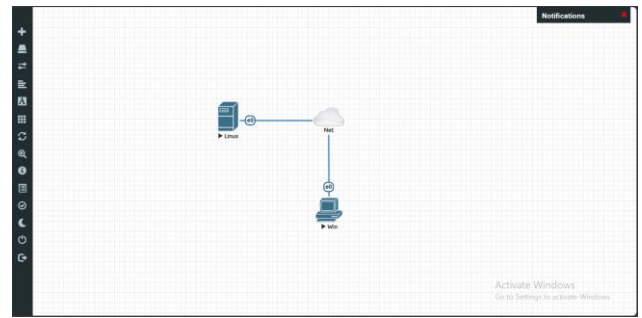 Notifications
e0
Linux
Net
e0
Win
Activate Windows
Go to Settings to activate Windows.